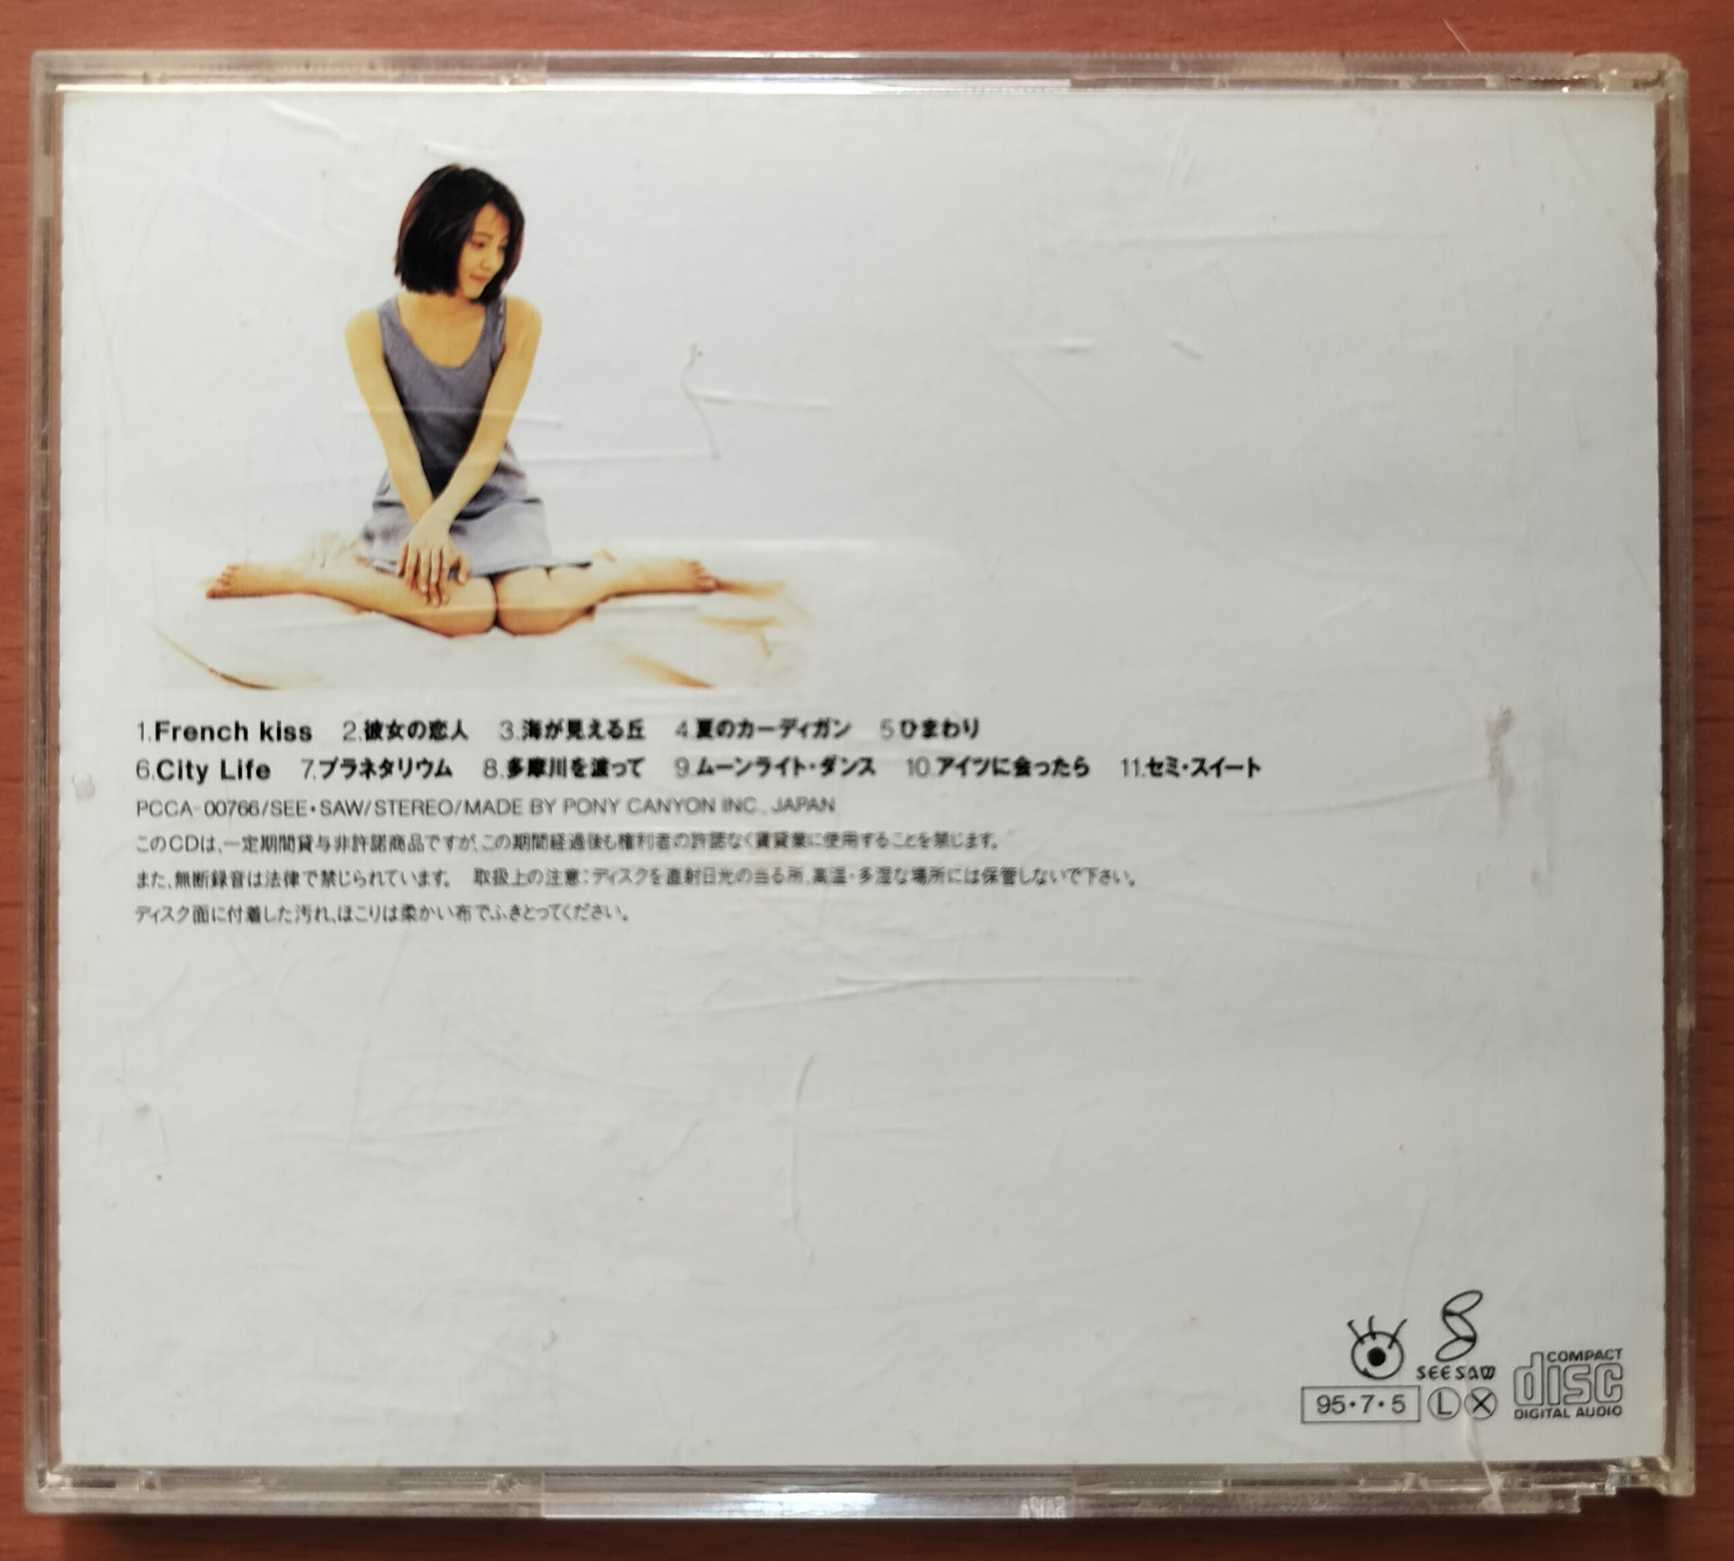 1.French kiss 2.彼女の恋人 3.海が見える丘 4.夏のカーディガン 5.ひまわり
6.City Life 7.プラネタリウム 8.多摩川を渡って 9.ムーンライト・ダンス 10.アイツに会ったら 11.セミ・スイート
PCCA-00766/SEE・SAW/STEREO/MADE BY PONY CANYON INC., JAPAN
このCDは、一定期間貸与非許諾商品ですが、この期間経過後も権利者の許諾なく賃貸業に使用することを禁じます。
また、無断録音は法律で禁じられています。 取扱上の注意：ディスクを直射日光の当る所、高温・多湿な場所には保管しないで下さい。
ディスク面に付着した汚れ、ほこりは柔かい布でふきとってください。
SEE SAW
COMPACT
disc
DIGITAL AUDIO
95・7・5 L X